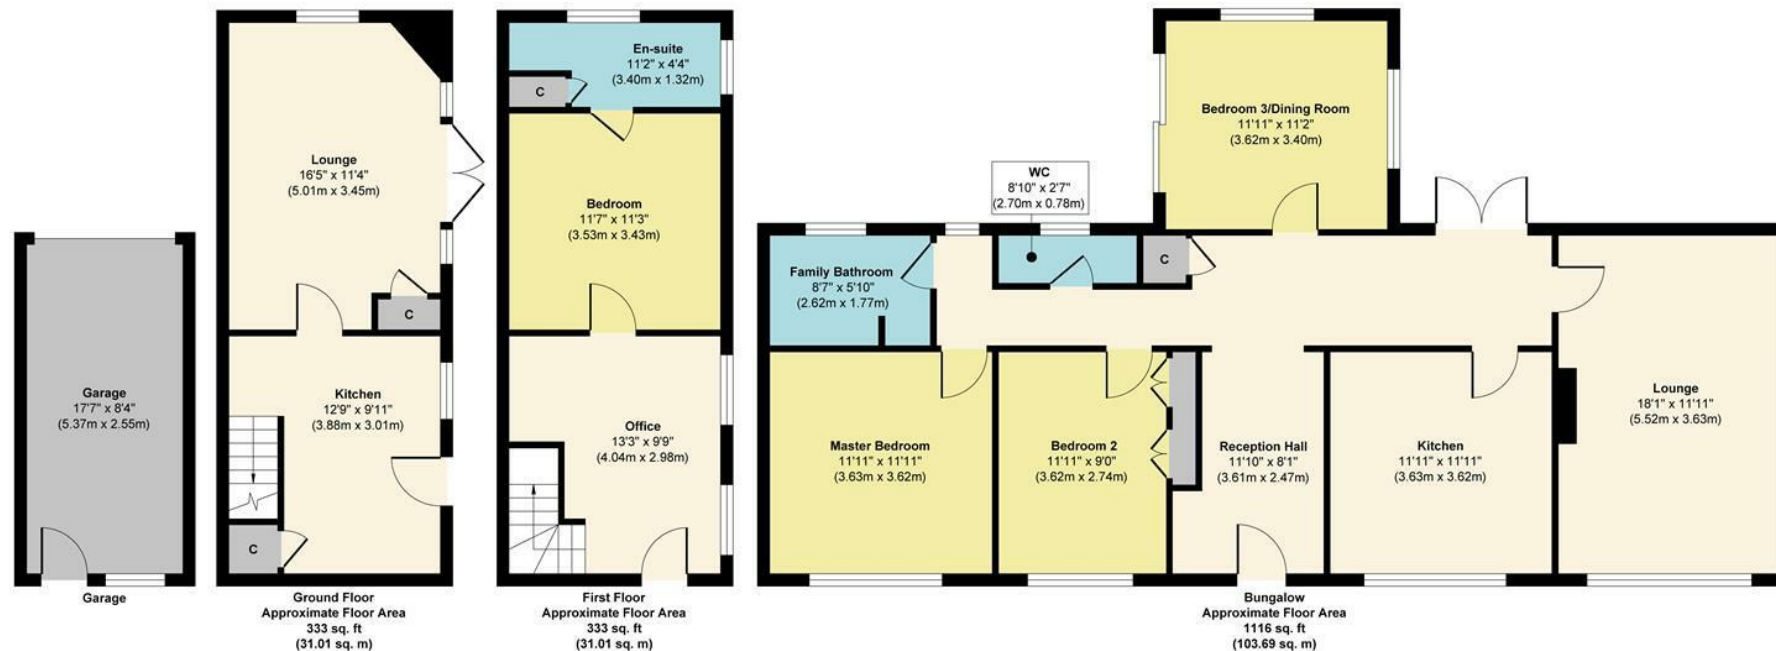 Garage
17'7" x 8'4"
(5.37m x 2.55m)
Garage
Lounge
16'5" x 11'4"
(5.01m x 3.45m)
C
Kitchen
12'9" x 9'11"
(3.88m x 3.01m)
C
Ground Floor
Approximate Floor Area
333 sq. ft
(31.01 sq. m)
En-suite
11'2" x 4'4"
(3.40m x 1.32m)
C
Bedroom
11'7" x 11'3"
(3.53m x 3.43m)
Office
13'3" x 9'9"
(4.04m x 2.98m)
First Floor
Approximate Floor Area
333 sq. ft
(31.01 sq. m)
Bedroom 3/Dining Room
11'11" x 11'2"
(3.62m x 3.40m)
WC
8'10" x 2'7"
(2.70m x 0.78m)
Family Bathroom
8'7" x 5'10"
(2.62m x 1.77m)
C
Master Bedroom
11'11" x 11'11"
(3.63m x 3.62m)
Bedroom 2
11'11" x 9'0"
(3.62m x 2.74m)
Reception Hall
11'10" x 8'1"
(3.61m x 2.47m)
Kitchen
11'11" x 11'11"
(3.63m x 3.62m)
Lounge
18'1" x 11'11"
(5.52m x 3.63m)
Bungalow
Approximate Floor Area
1116 sq. ft
(103.69 sq. m)